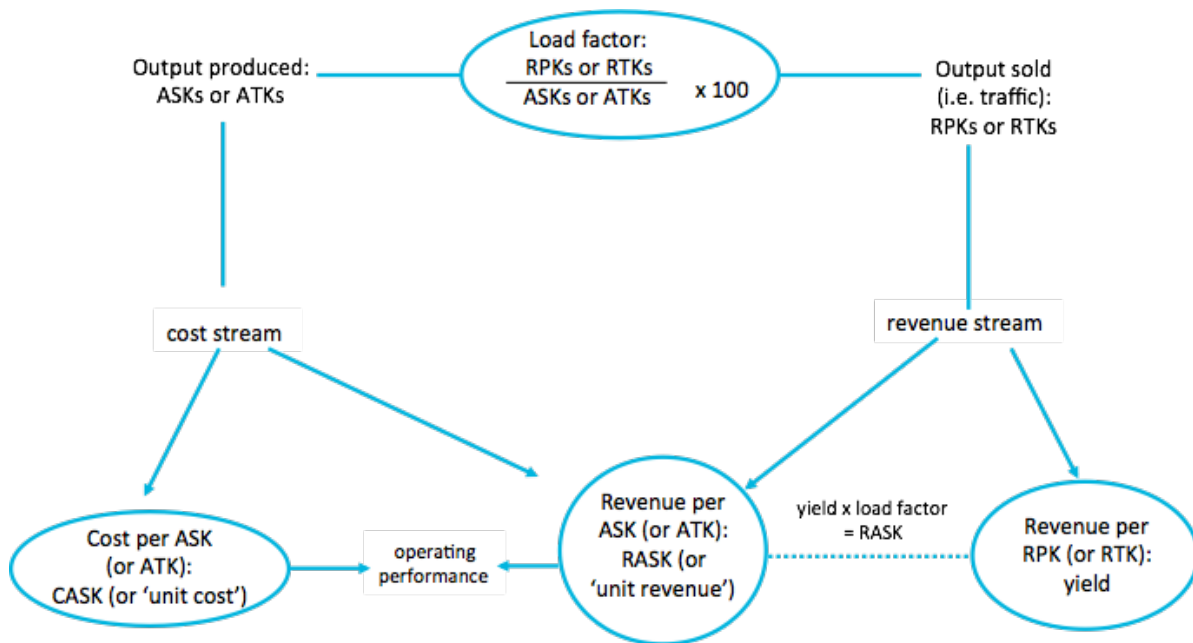 Load factor:
RPKs or RTKs
ASKs or ATKs
x 100
Output produced:
ASKs or ATKs
Output sold
(i.e. traffic):
RPKs or RTKs
cost stream
revenue stream
Cost per ASK
(or ATK):
CASK (or ‘unit cost’)
operating
performance
Revenue per
ASK (or ATK):
RASK (or
‘unit revenue’)
yield x load factor
= RASK
Revenue per
RPK (or RTK):
yield